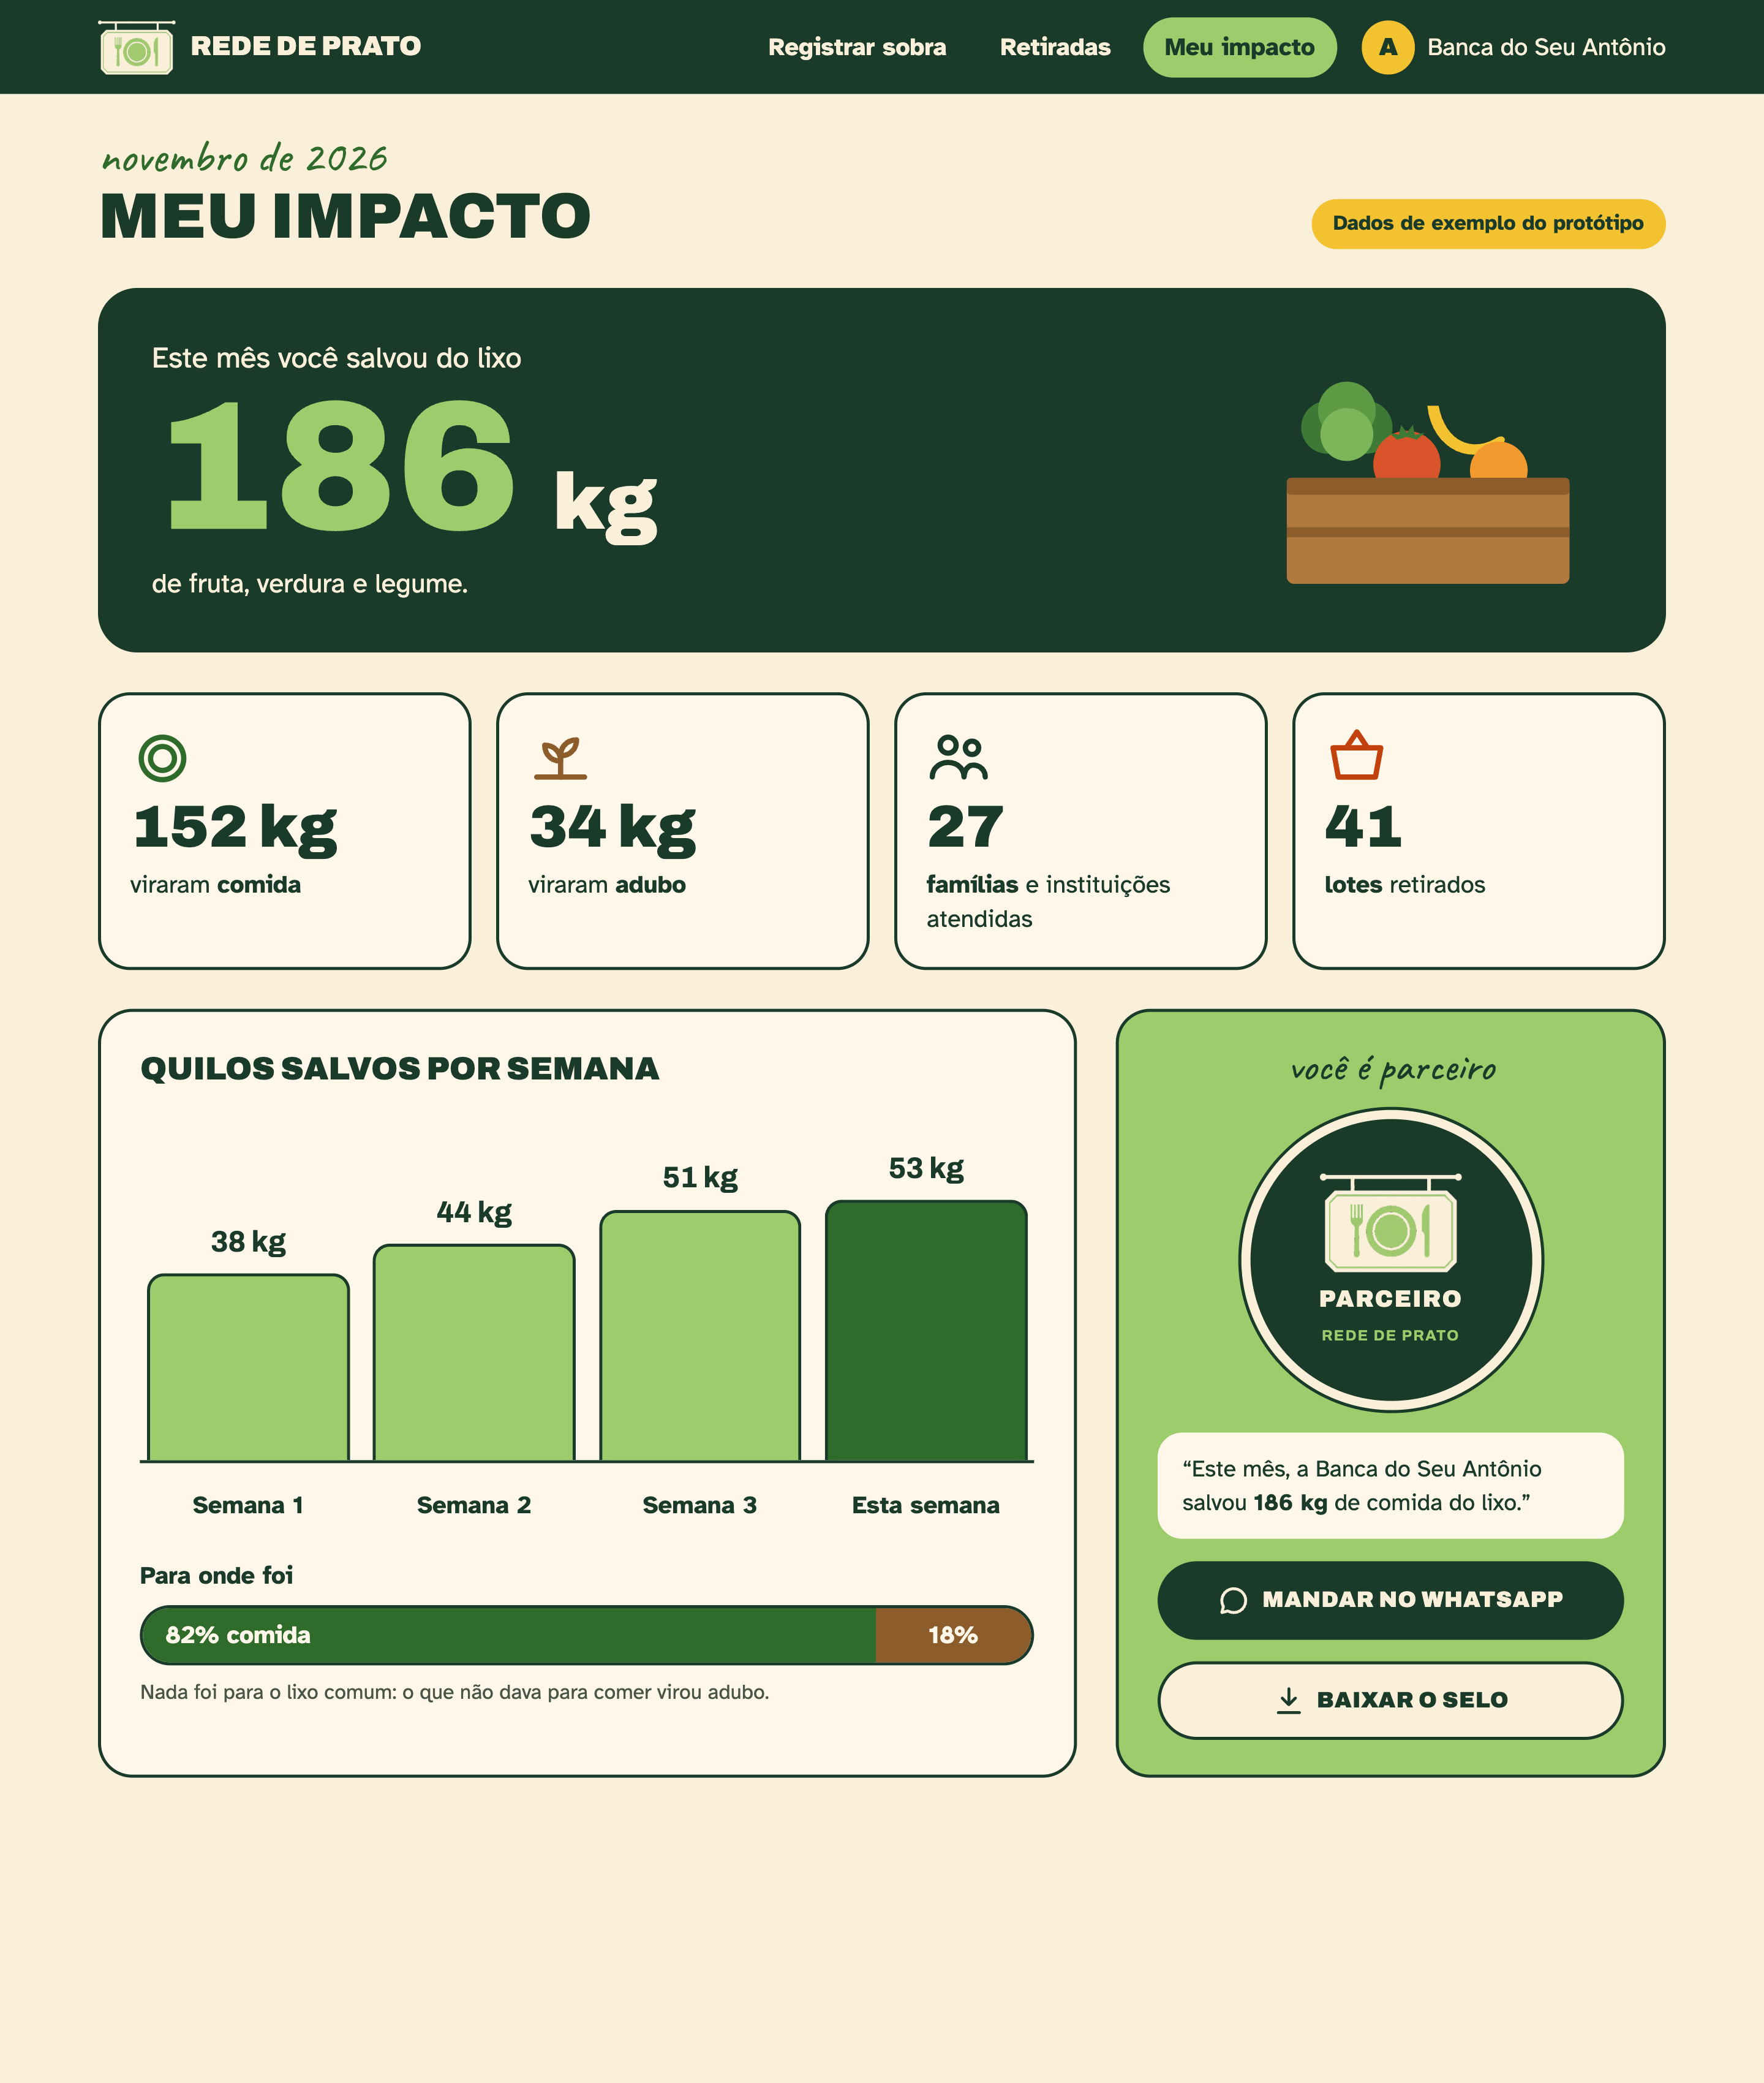 REDE DE PRATO
Registrar sobra
Retiradas
Meu impacto
A
Banca do Seu Antônio
novembro de 2026
MEU IMPACTO
Dados de exemplo do protótipo
Este mês você salvou do lixo
186 kg
de fruta, verdura e legume.
152 kg
viraram comida
34 kg
viraram adubo
27
famílias e instituições
atendidas
41
lotes retirados
QUILOS SALVOS POR SEMANA
38 kg
44 kg
51 kg
53 kg
Semana 1
Semana 2
Semana 3
Esta semana
Para onde foi
82% comida
18%
Nada foi para o lixo comum: o que não dava para comer virou adubo.
você é parceiro
PARCEIRO
REDE DE PRATO
“Este mês, a Banca do Seu Antônio
salvou 186 kg de comida do lixo.”
MANDAR NO WHATSAPP
BAIXAR O SELO